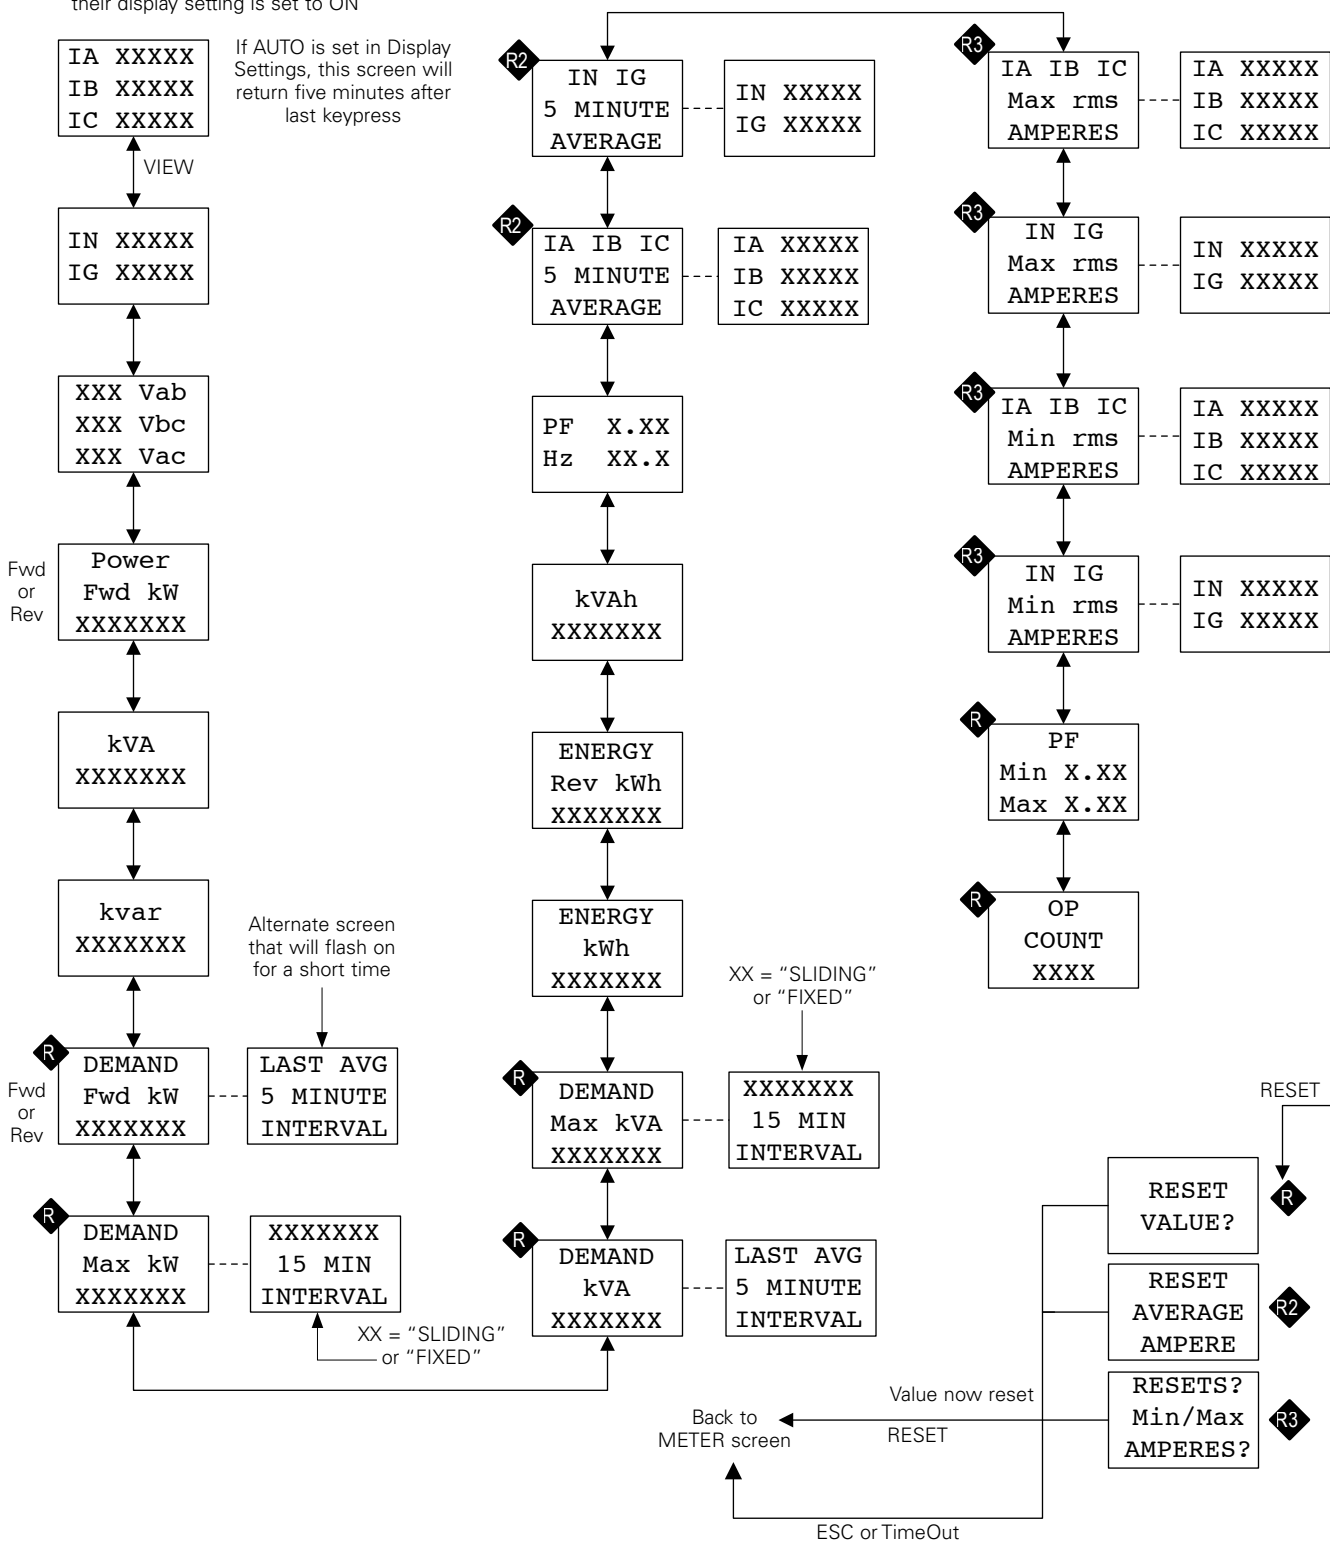 their display setting is set to ON
IA XXXXX
IB XXXXX
IC XXXXX
If AUTO is set in Display
Settings, this screen will
return five minutes after
last keypress
VIEW
IN XXXXX
IG XXXXX
XXX Vab
XXX Vbc
XXX Vac
Fwd
or
Rev
Power
Fwd kW
XXXXXXX
kVA
XXXXXXX
kvar
XXXXXXX
Alternate screen
that will flash on
for a short time
R
Fwd
or
Rev
DEMAND
Fwd kW
XXXXXXX
LAST AVG
5 MINUTE
INTERVAL
R
DEMAND
Max kW
XXXXXXX
XXXXXXX
15 MIN
INTERVAL
XX = “SLIDING”
or “FIXED”
R2
IN IG
5 MINUTE
AVERAGE
IN XXXXX
IG XXXXX
R2
IA IB IC
5 MINUTE
AVERAGE
IA XXXXX
IB XXXXX
IC XXXXX
PF X.XX
Hz XX.X
kVAh
XXXXXXX
ENERGY
Rev kWh
XXXXXXX
ENERGY
kWh
XXXXXXX
XX = “SLIDING”
or “FIXED”
R
DEMAND
Max kVA
XXXXXXX
XXXXXXX
15 MIN
INTERVAL
R
DEMAND
kVA
XXXXXXX
LAST AVG
5 MINUTE
INTERVAL
R3
IA IB IC
Max rms
AMPERES
IA XXXXX
IB XXXXX
IC XXXXX
R3
IN IG
Max rms
AMPERES
IN XXXXX
IG XXXXX
R3
IA IB IC
Min rms
AMPERES
IA XXXXX
IB XXXXX
IC XXXXX
R3
IN IG
Min rms
AMPERES
IN XXXXX
IG XXXXX
R
PF
Min X.XX
Max X.XX
R
OP
COUNT
XXXX
RESET
RESET
VALUE?
R
RESET
AVERAGE
AMPERE
R2
RESETS?
Min/Max
AMPERES?
R3
Value now reset
RESET
Back to
METER screen
ESC or TimeOut